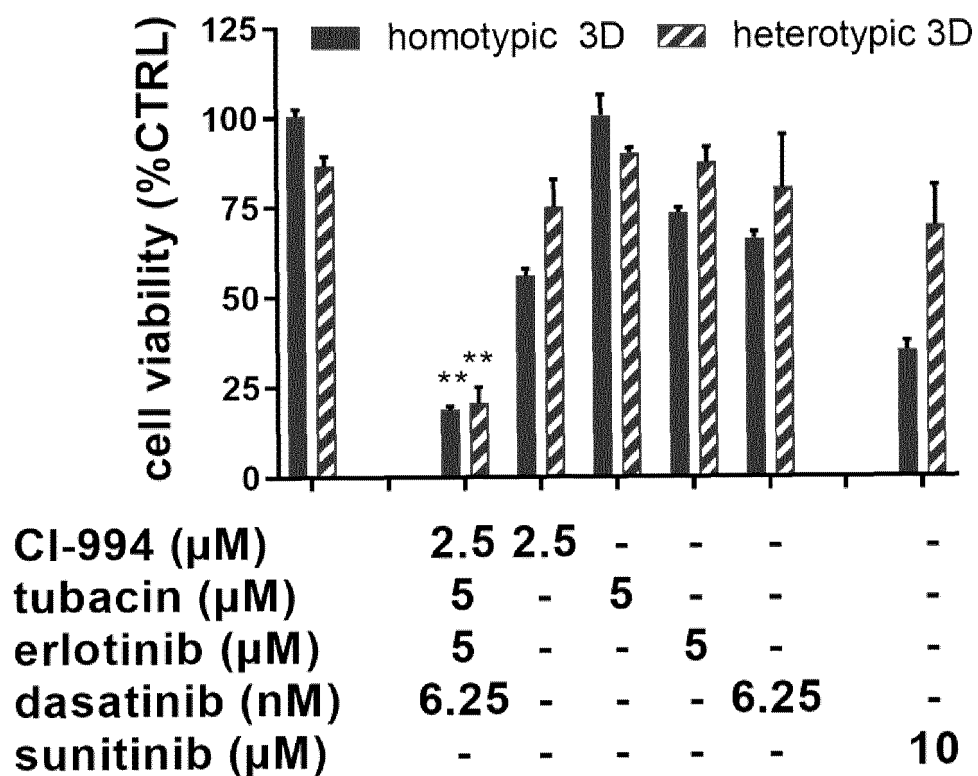 125 homotypic 3D heterotypic 3D
100
75
50
25
0
cell viability (%CTRL)
** **
CI-994 (µM) 2.5 2.5 - - - -
tubacin (µM) 5 - 5 - - -
erlotinib (µM) 5 - - 5 - -
dasatinib (nM) 6.25 - - - 6.25 -
sunitinib (µM) - - - - - 10